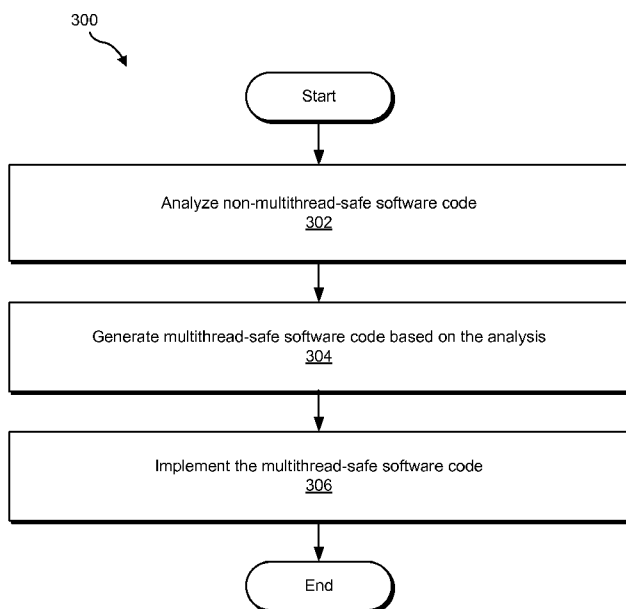 300
Start
Analyze non-multithread-safe software code
302
Generate multithread-safe software code based on the analysis
304
Implement the multithread-safe software code
306
End